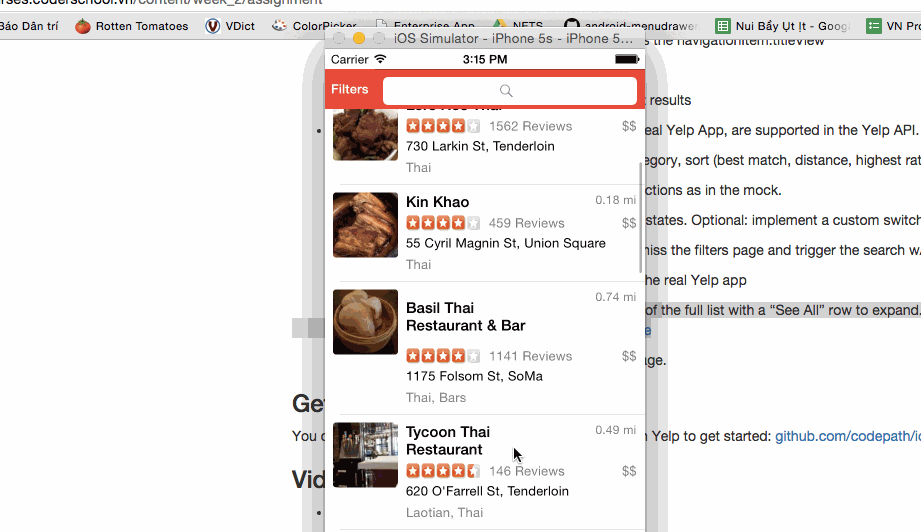 rses.coderschool.vn/content/week_2/assignment
Báo Dân trí Rotten Tomatoes VDict ColorPicker Enterprise App NETS android-menudrawer Nui Bẩy Ụt Ịt - Googl VN Pro
iOS Simulator - iPhone 5s - iPhone 5...
s the navigationItem.titleView
Carrier 3:15 PM
Filters
results
1562 Reviews $$
eal Yelp App, are supported in the Yelp API.
730 Larkin St, Tenderloin
Thai
egory, sort (best match, distance, highest rat
ctions as in the mock.
Kin Khao 0.18 mi
459 Reviews $$
states. Optional: implement a custom switch
55 Cyril Magnin St, Union Square
Thai
miss the filters page and trigger the search w/
he real Yelp app
Basil Thai
Restaurant & Bar
0.74 mi
of the full list with a “See All” row to expand.
e
1141 Reviews $$
1175 Folsom St, SoMa
Thai, Bars
age.
Ge
Tycoon Thai
Restaurant
0.49 mi
You c
n Yelp to get started: github.com/codepath/io
146 Reviews $$
620 O'Farrell St, Tenderloin
Laotian, Thai
Vid